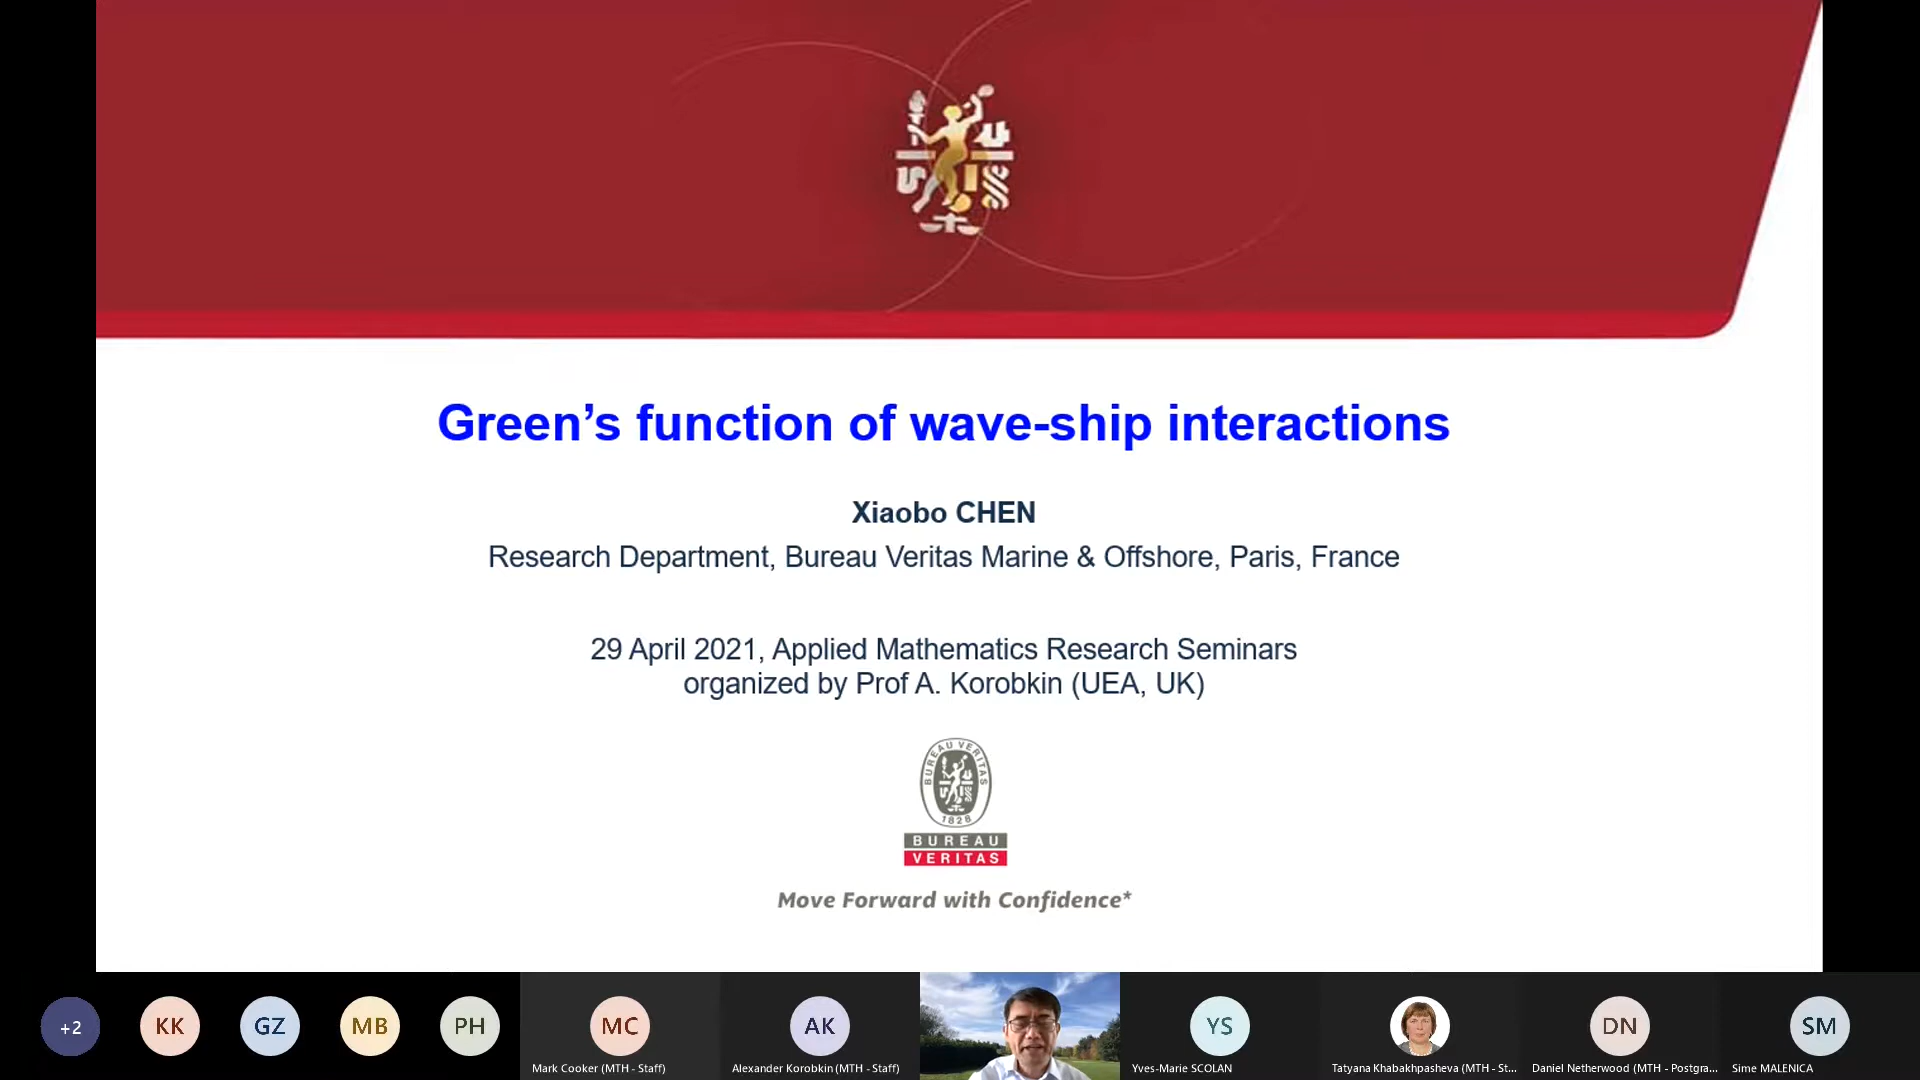 Green’s function of wave-ship interactions
Xiaobo CHEN
Research Department, Bureau Veritas Marine & Offshore, Paris, France
29 April 2021, Applied Mathematics Research Seminars
organized by Prof A. Korobkin (UEA, UK)
BUREAU VERITAS
1828
BUREAU
VERITAS
Move Forward with Confidence*
+2
KK
GZ
MB
PH
MC
AK
YS
DN
SM
Mark Cooker (MTH - Staff)
Alexander Korobkin (MTH - Staff)
Yves-Marie SCOLAN
Tatyana Khabakhpasheva (MTH - St...
Daniel Netherwood (MTH - Postgra...
Sime MALENICA